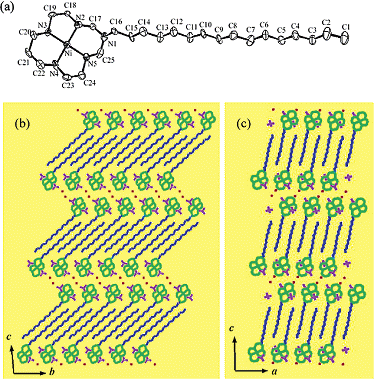 (a)
C19 C18
N3 N2 C17 C16 C15 C14 C13 C12 C11 C10 C9 C8 C7 C6 C5 C4 C3 C2 C1
C20 Ni N1
C21 N4 N5 C25
C22 C23 C24
(b) (c)
c c
b a